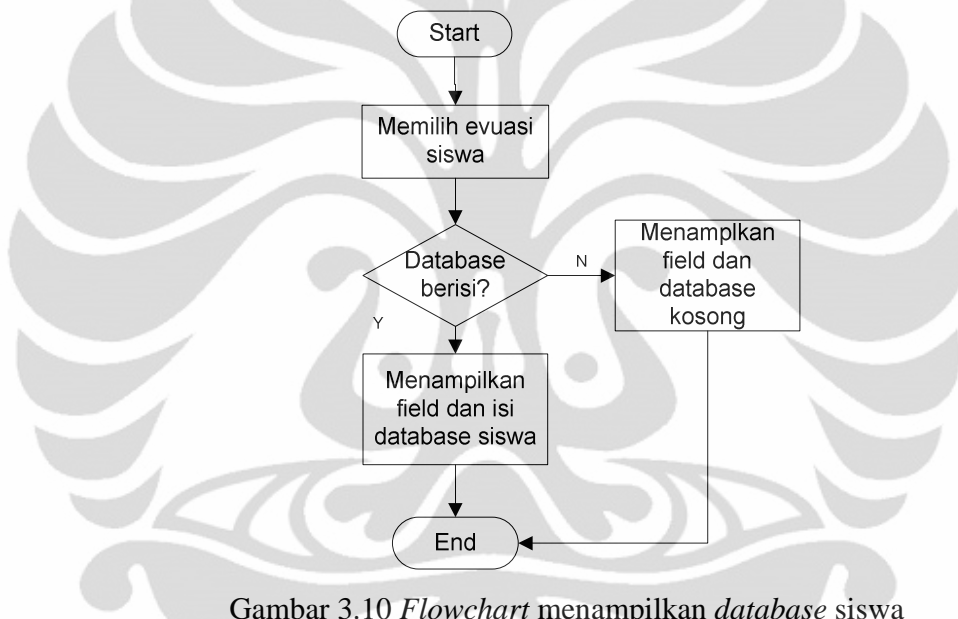 Start
Memilih evuasi
siswa
Database
berisi?
N
Menamplkan
field dan
database
kosong
Y
Menampilkan
field dan isi
database siswa
End
Gambar 3.10 Flowchart menampilkan database siswa